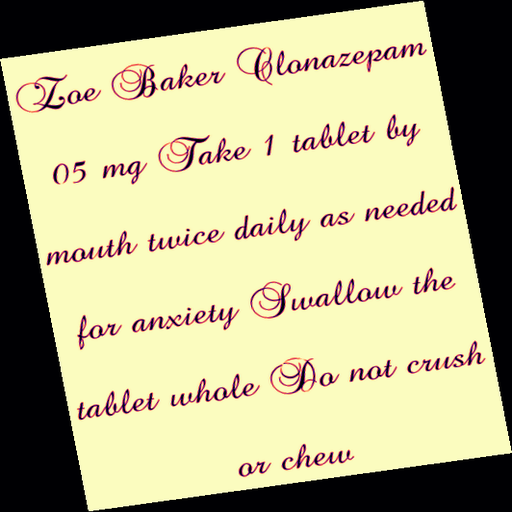 Zoe Baker Clonazepam
05 mg Take 1 tablet by
mouth twice daily as needed
for anxiety Swallow the
tablet whole Do not crush
or chew